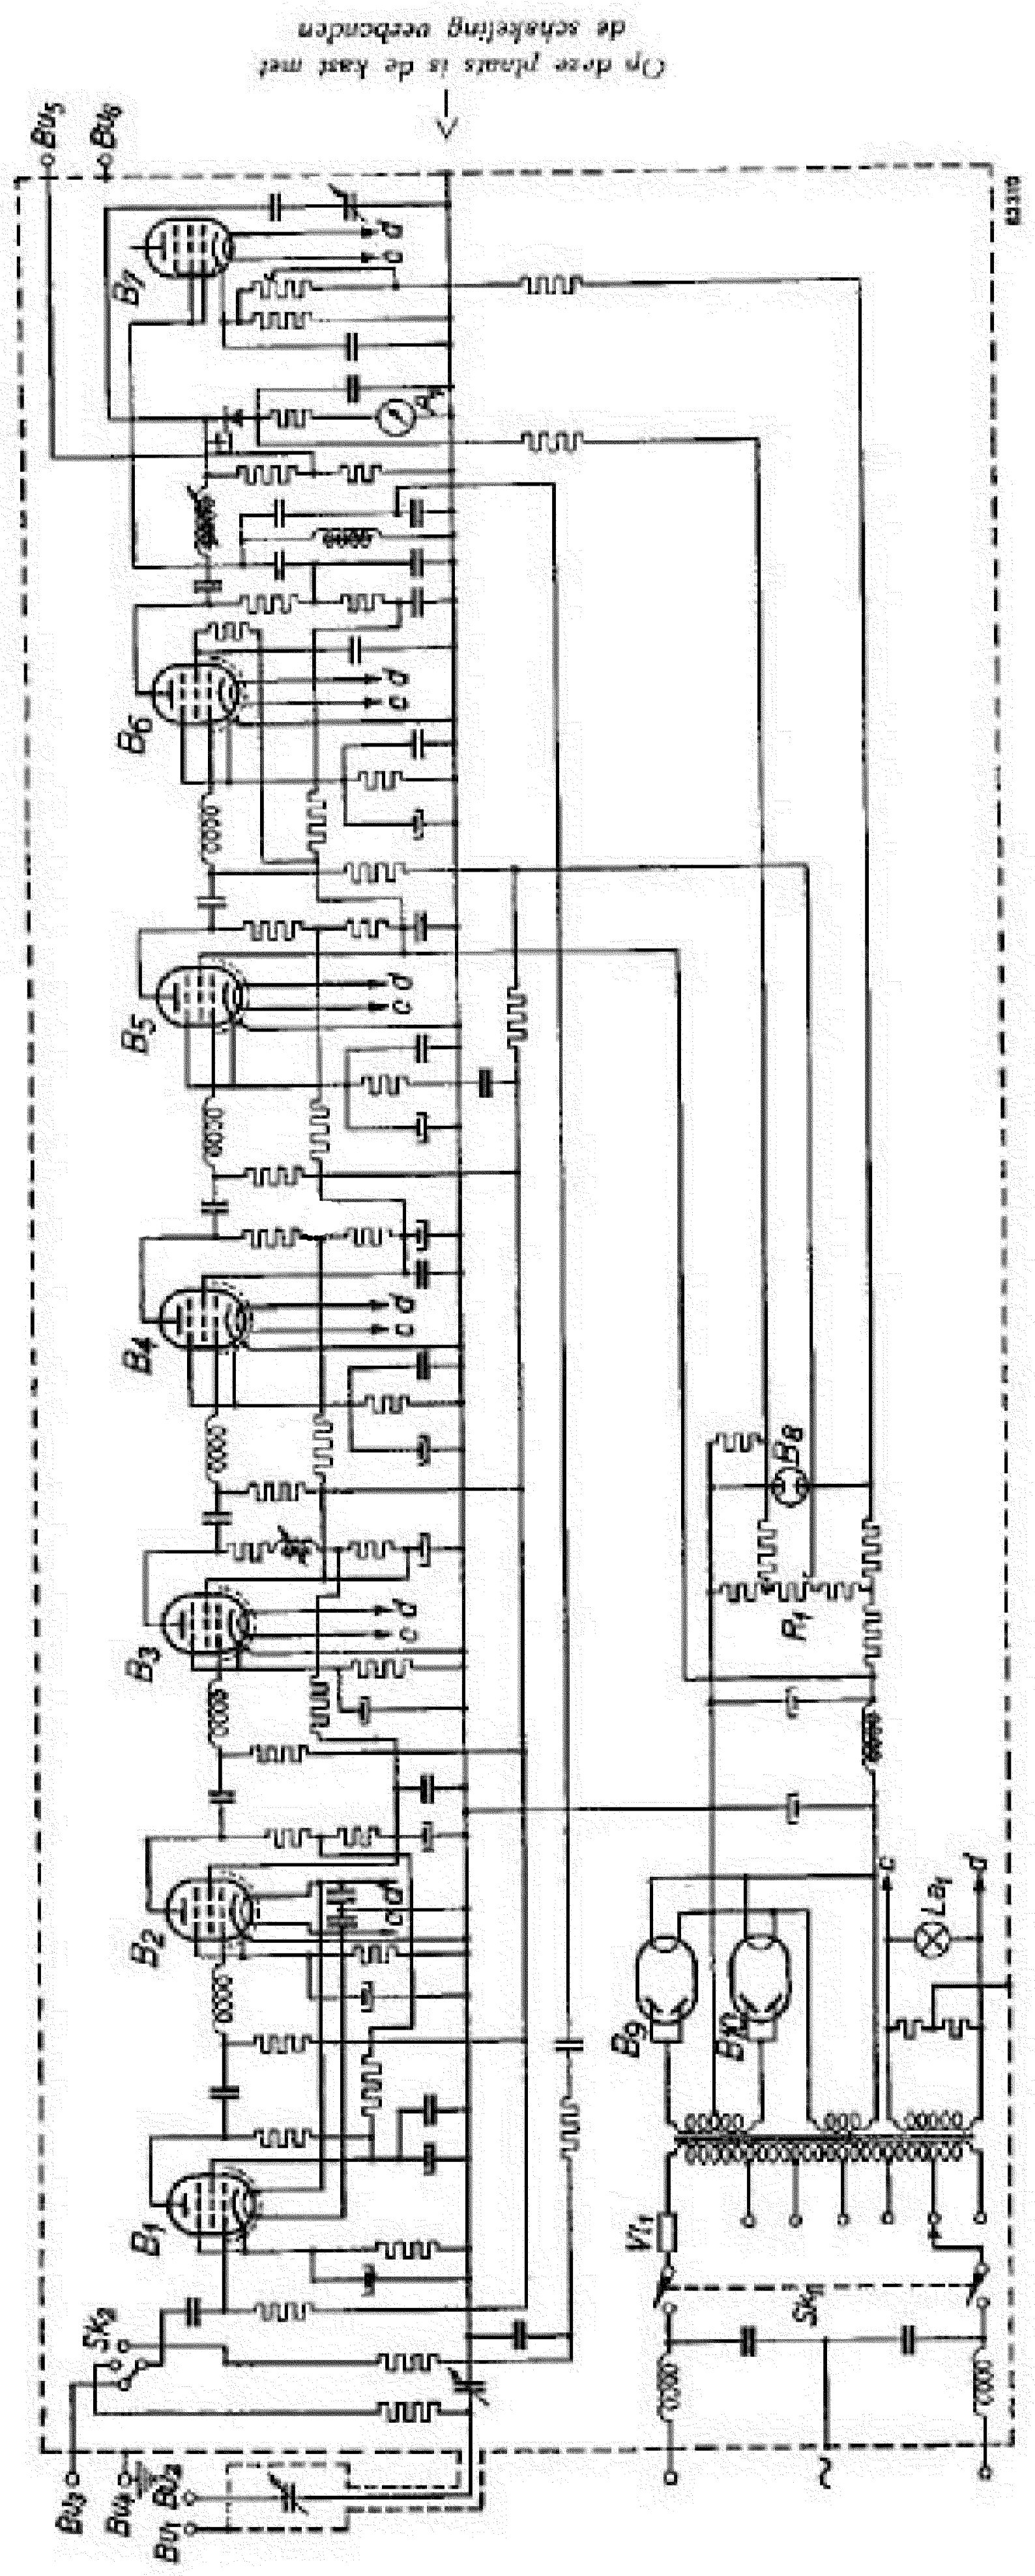 Op deze plaats is de kast met
de schakeling verbonden
Bu5
Bu6
B7
B6
B5
B4
B3
B2
B1
A1
c d
c d
c d
c d
c d
c d
Sk2
Bu3
Bu4
Bu2
Bu1
B8
R1
B9
B10
c
d
La1
VL1
Sk1
~